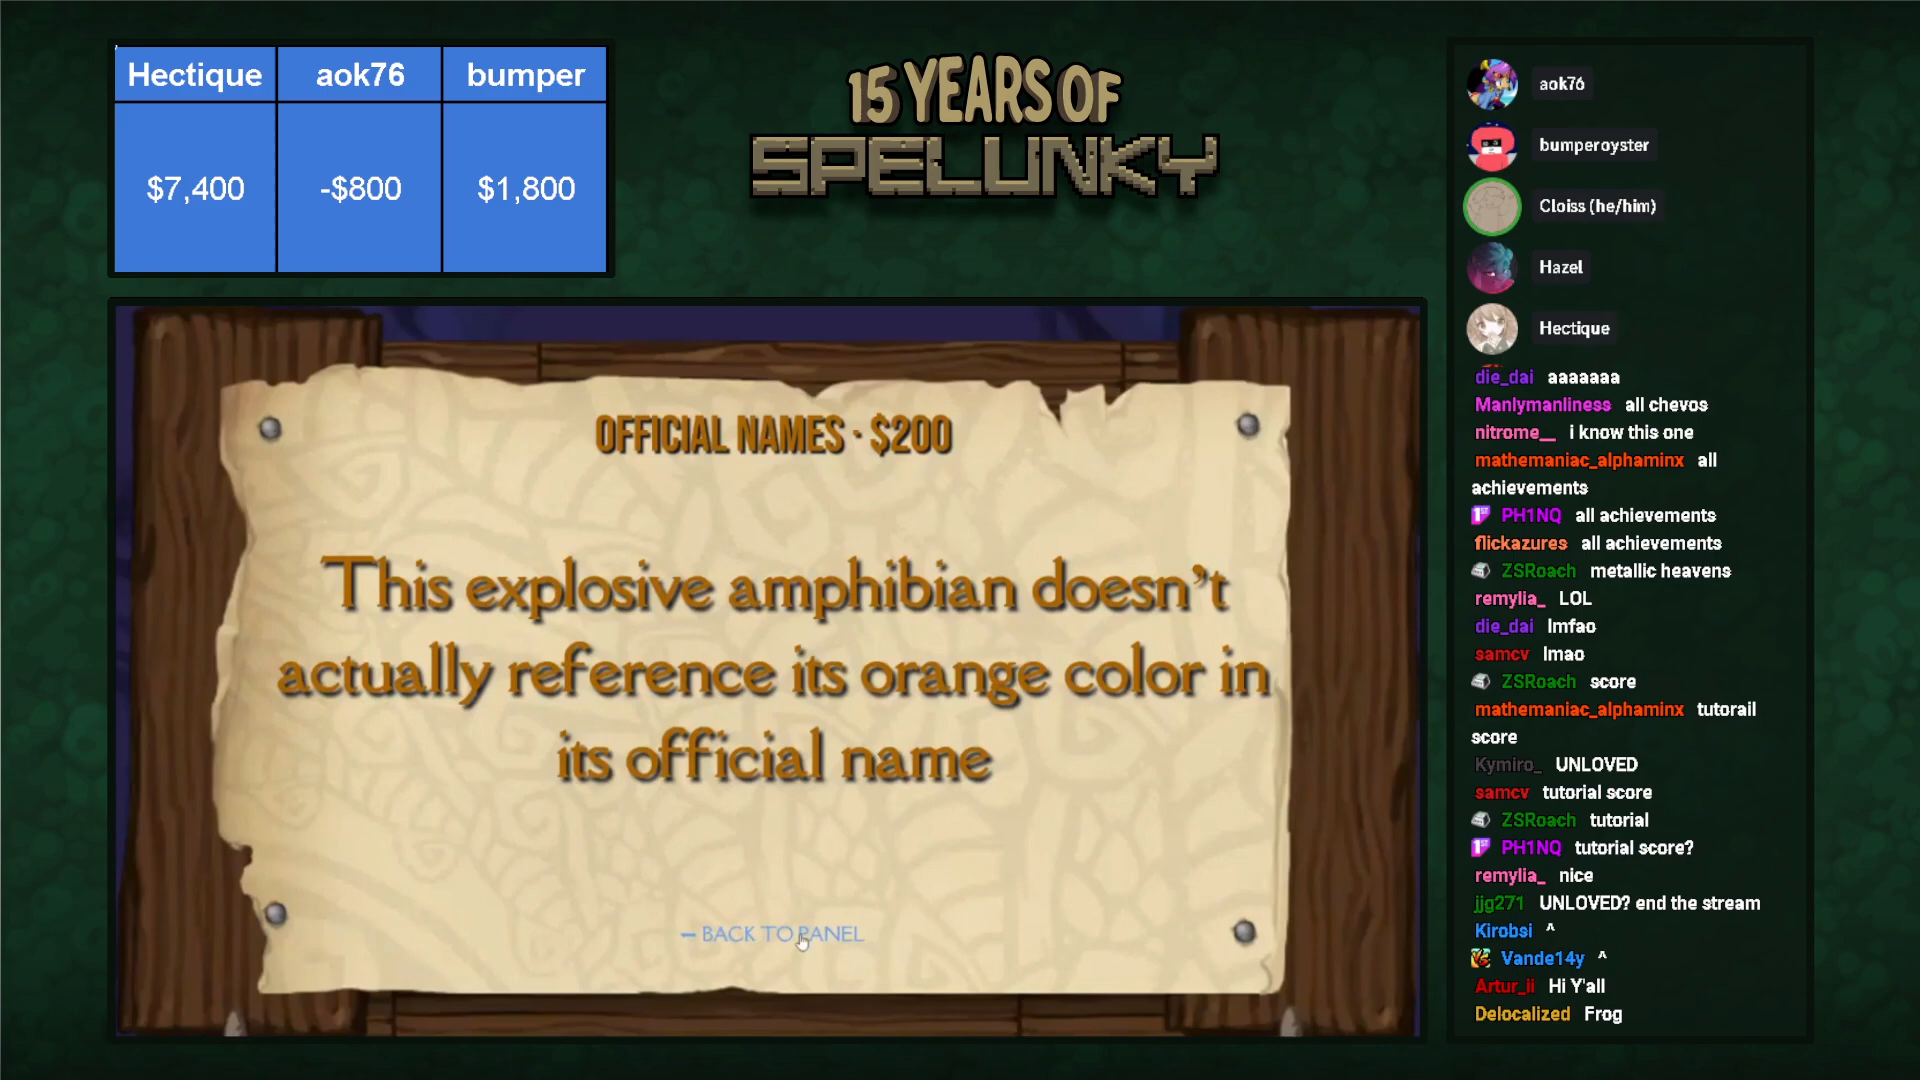 Hectique aok76 bumper
$7,400 -$800 $1,800
15 YEARS OF
SPELUNKY
OFFICIAL NAMES · $200
This explosive amphibian doesn't
actually reference its orange color in
its official name
– BACK TO PANEL
aok76
bumperoyster
Cloiss (he/him)
Hazel
Hectique
die_dai aaaaaaa
Manlymanliness all chevos
nitrome__ i know this one
mathemaniac_alphaminx all
achievements
PH1NQ all achievements
flickazures all achievements
ZSRoach metallic heavens
remylia_ LOL
die_dai lmfao
samcv lmao
ZSRoach score
mathemaniac_alphaminx tutorail
score
Kymiro_ UNLOVED
samcv tutorial score
ZSRoach tutorial
PH1NQ tutorial score?
remylia_ nice
jjg271 UNLOVED? end the stream
Kirobsi ^
Vande14y ^
Artur_ii Hi Y'all
Delocalized Frog